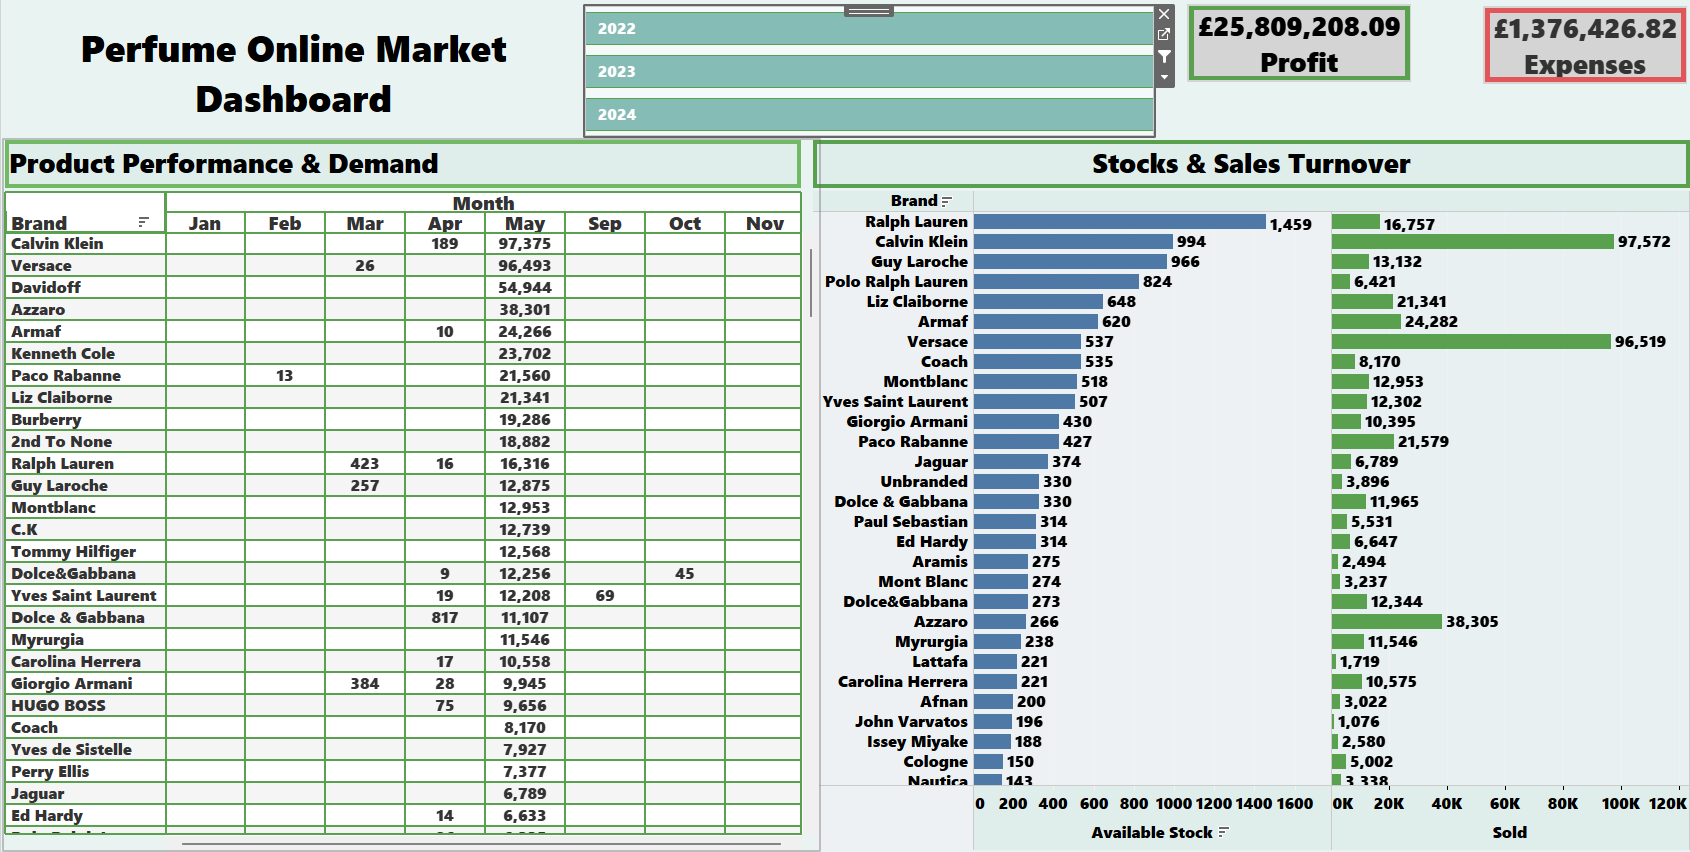 Perfume Online Market
Dashboard
2022
2023
2024
£25,809,208.09
Profit
£1,376,426.82
Expenses
Product Performance & Demand
Month
Brand Jan Feb Mar Apr May Sep Oct Nov
Calvin Klein 189 97,375
Versace 26 96,493
Davidoff 54,944
Azzaro 38,301
Armaf 10 24,266
Kenneth Cole 23,702
Paco Rabanne 13 21,560
Liz Claiborne 21,341
Burberry 19,286
2nd To None 18,882
Ralph Lauren 423 16 16,316
Guy Laroche 257 12,875
Montblanc 12,953
C.K 12,739
Tommy Hilfiger 12,568
Dolce&Gabbana 9 12,256 45
Yves Saint Laurent 19 12,208 69
Dolce & Gabbana 817 11,107
Myrurgia 11,546
Carolina Herrera 17 10,558
Giorgio Armani 384 28 9,945
HUGO BOSS 75 9,656
Coach 8,170
Yves de Sistelle 7,927
Perry Ellis 7,377
Jaguar 6,789
Ed Hardy 14 6,633
Stocks & Sales Turnover
Brand
Ralph Lauren 1,459 16,757
Calvin Klein 994 97,572
Guy Laroche 966 13,132
Polo Ralph Lauren 824 6,421
Liz Claiborne 648 21,341
Armaf 620 24,282
Versace 537 96,519
Coach 535 8,170
Montblanc 518 12,953
Yves Saint Laurent 507 12,302
Giorgio Armani 430 10,395
Paco Rabanne 427 21,579
Jaguar 374 6,789
Unbranded 330 3,896
Dolce & Gabbana 330 11,965
Paul Sebastian 314 5,531
Ed Hardy 314 6,647
Aramis 275 2,494
Mont Blanc 274 3,237
Dolce&Gabbana 273 12,344
Azzaro 266 38,305
Myrurgia 238 11,546
Lattafa 221 1,719
Carolina Herrera 221 10,575
Afnan 200 3,022
John Varvatos 196 1,076
Issey Miyake 188 2,580
Cologne 150 5,002
Nautica 143 3,338
0 200 400 600 800 1000 1200 1400 1600 0K 20K 40K 60K 80K 100K 120K
Available Stock Sold